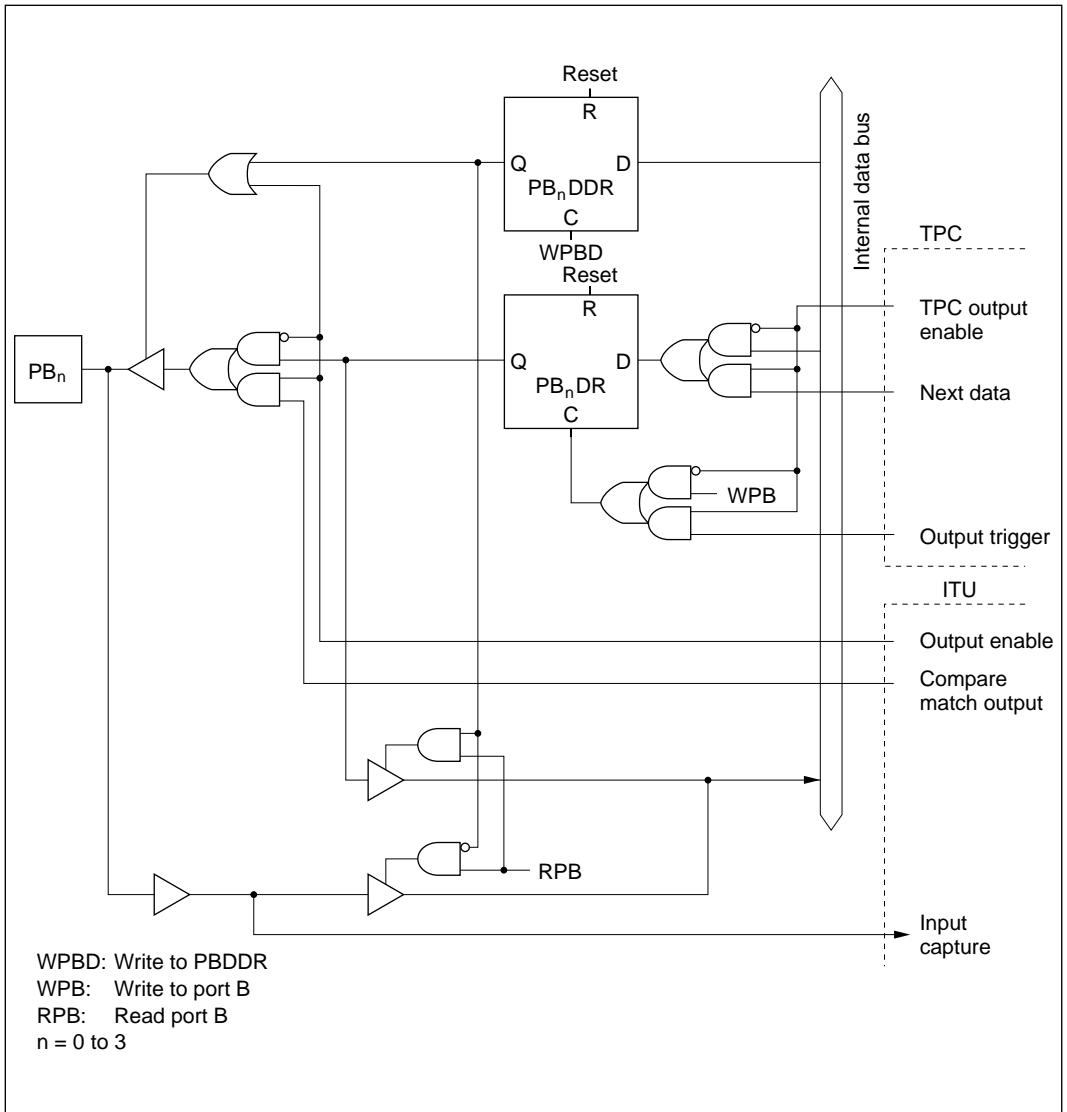 Reset
R
Q
D
PBnDDR
C
WPBD
Internal data bus
TPC
Reset
R
TPC output
enable
PBn
Q
D
PBnDR
C
Next data
WPB
Output trigger
ITU
Output enable
Compare
match output
RPB
Input
capture
WPBD: Write to PBDDR
WPB: Write to port B
RPB: Read port B
n = 0 to 3